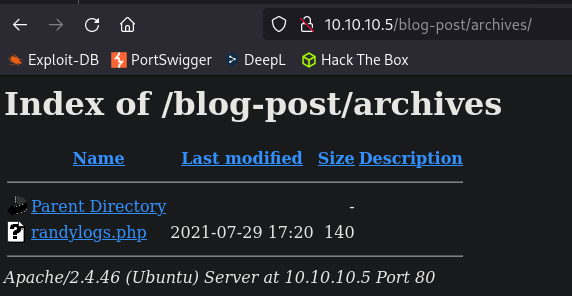 10.10.10.5/blog-post/archives/
Exploit-DB PortSwigger DeepL Hack The Box
Index of /blog-post/archives
Name Last modified Size Description
Parent Directory -
randylogs.php 2021-07-29 17:20 140
Apache/2.4.46 (Ubuntu) Server at 10.10.10.5 Port 80